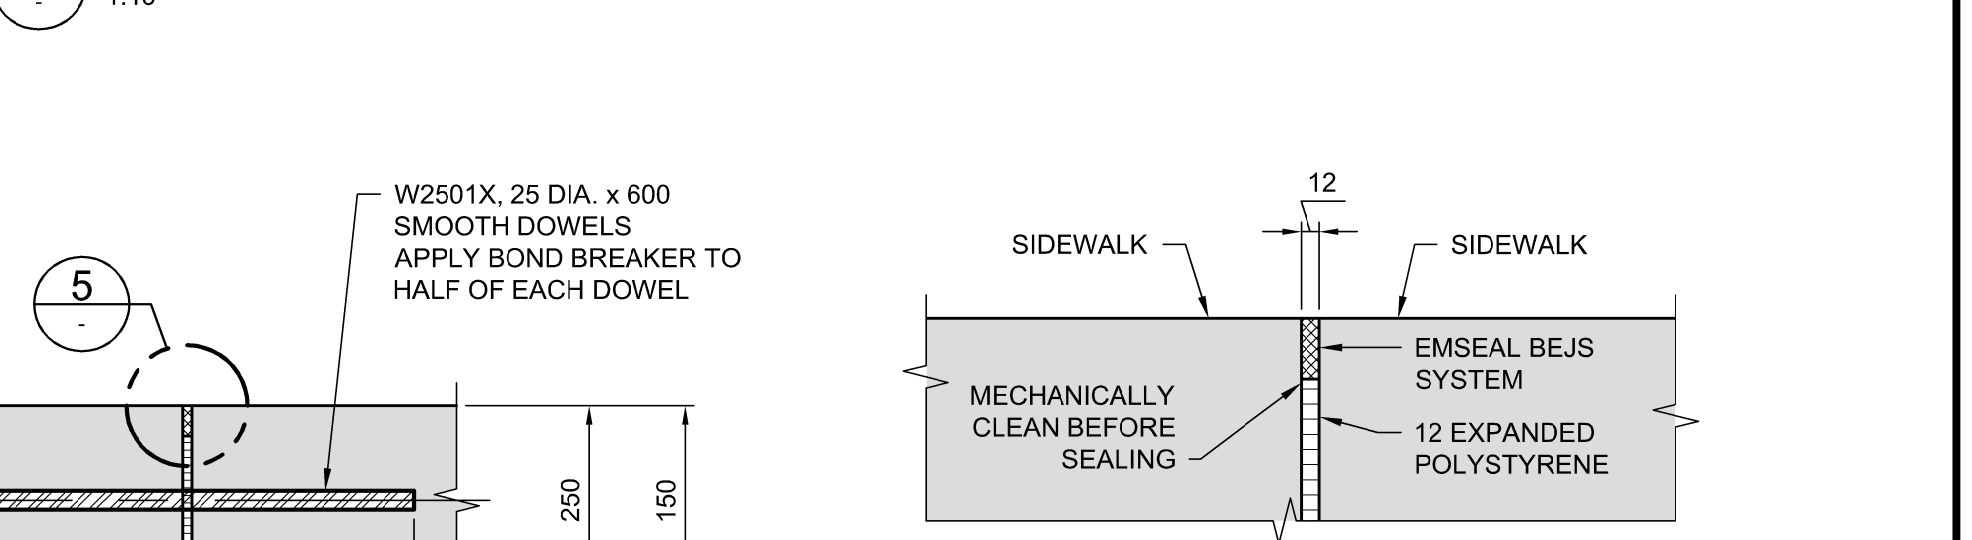 -
W2501X, 25 DIA. x 600
SMOOTH DOWELS
APPLY BOND BREAKER TO
HALF OF EACH DOWEL
5
-
250
150
12
SIDEWALK
SIDEWALK
EMSEAL BEJS
SYSTEM
MECHANICALLY
CLEAN BEFORE
SEALING
12 EXPANDED
POLYSTYRENE